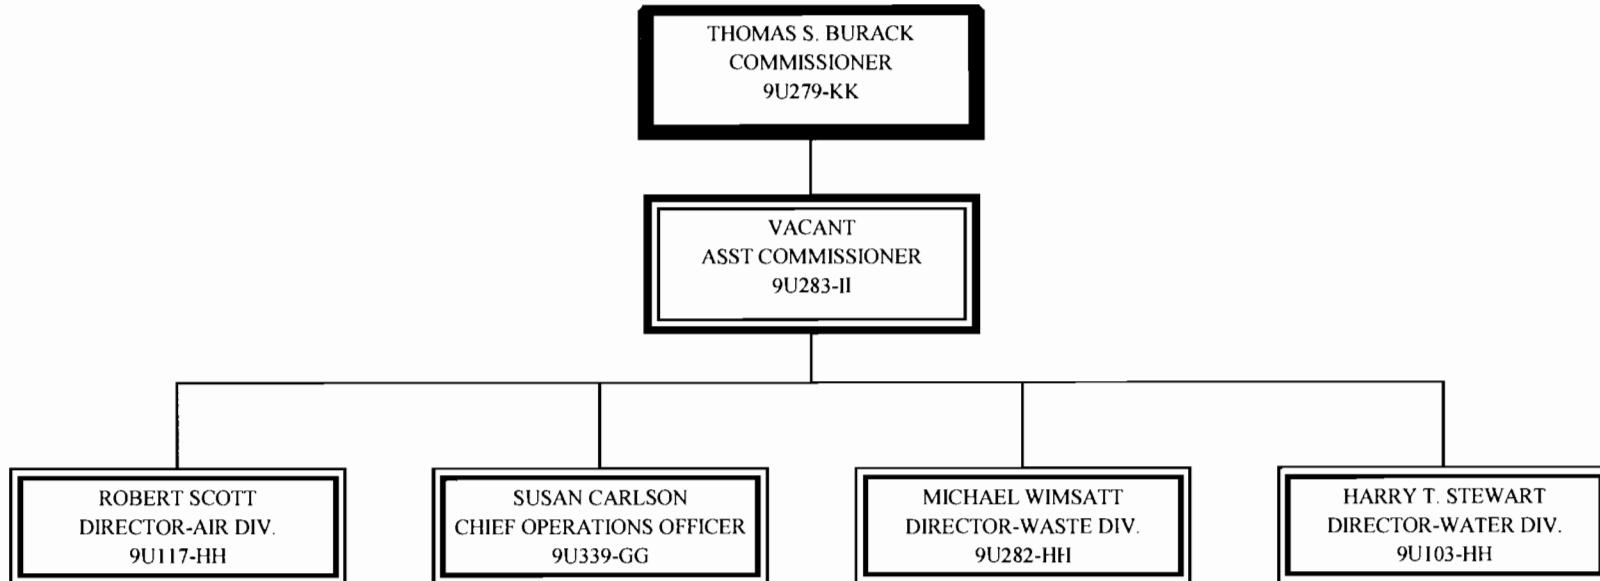 THOMAS S. BURACK
COMMISSIONER
9U279-KK
VACANT
ASST COMMISSIONER
9U283-II
ROBERT SCOTT
DIRECTOR-AIR DIV.
9U117-HH
SUSAN CARLSON
CHIEF OPERATIONS OFFICER
9U339-GG
MICHAEL WIMSATT
DIRECTOR-WASTE DIV.
9U282-HH
HARRY T. STEWART
DIRECTOR-WATER DIV.
9U103-HH